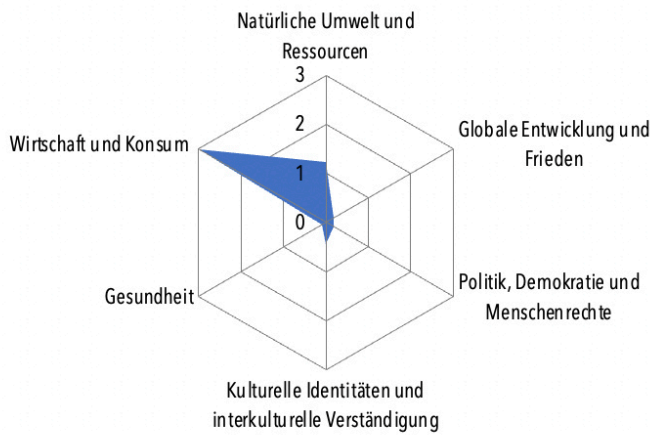 Natürliche Umwelt und
Ressourcen
3
2
1
0
Globale Entwicklung und
Frieden
Politik, Demokratie und
Menschenrechte
Kulturelle Identitäten und
interkulturelle Verständigung
Gesundheit
Wirtschaft und Konsum